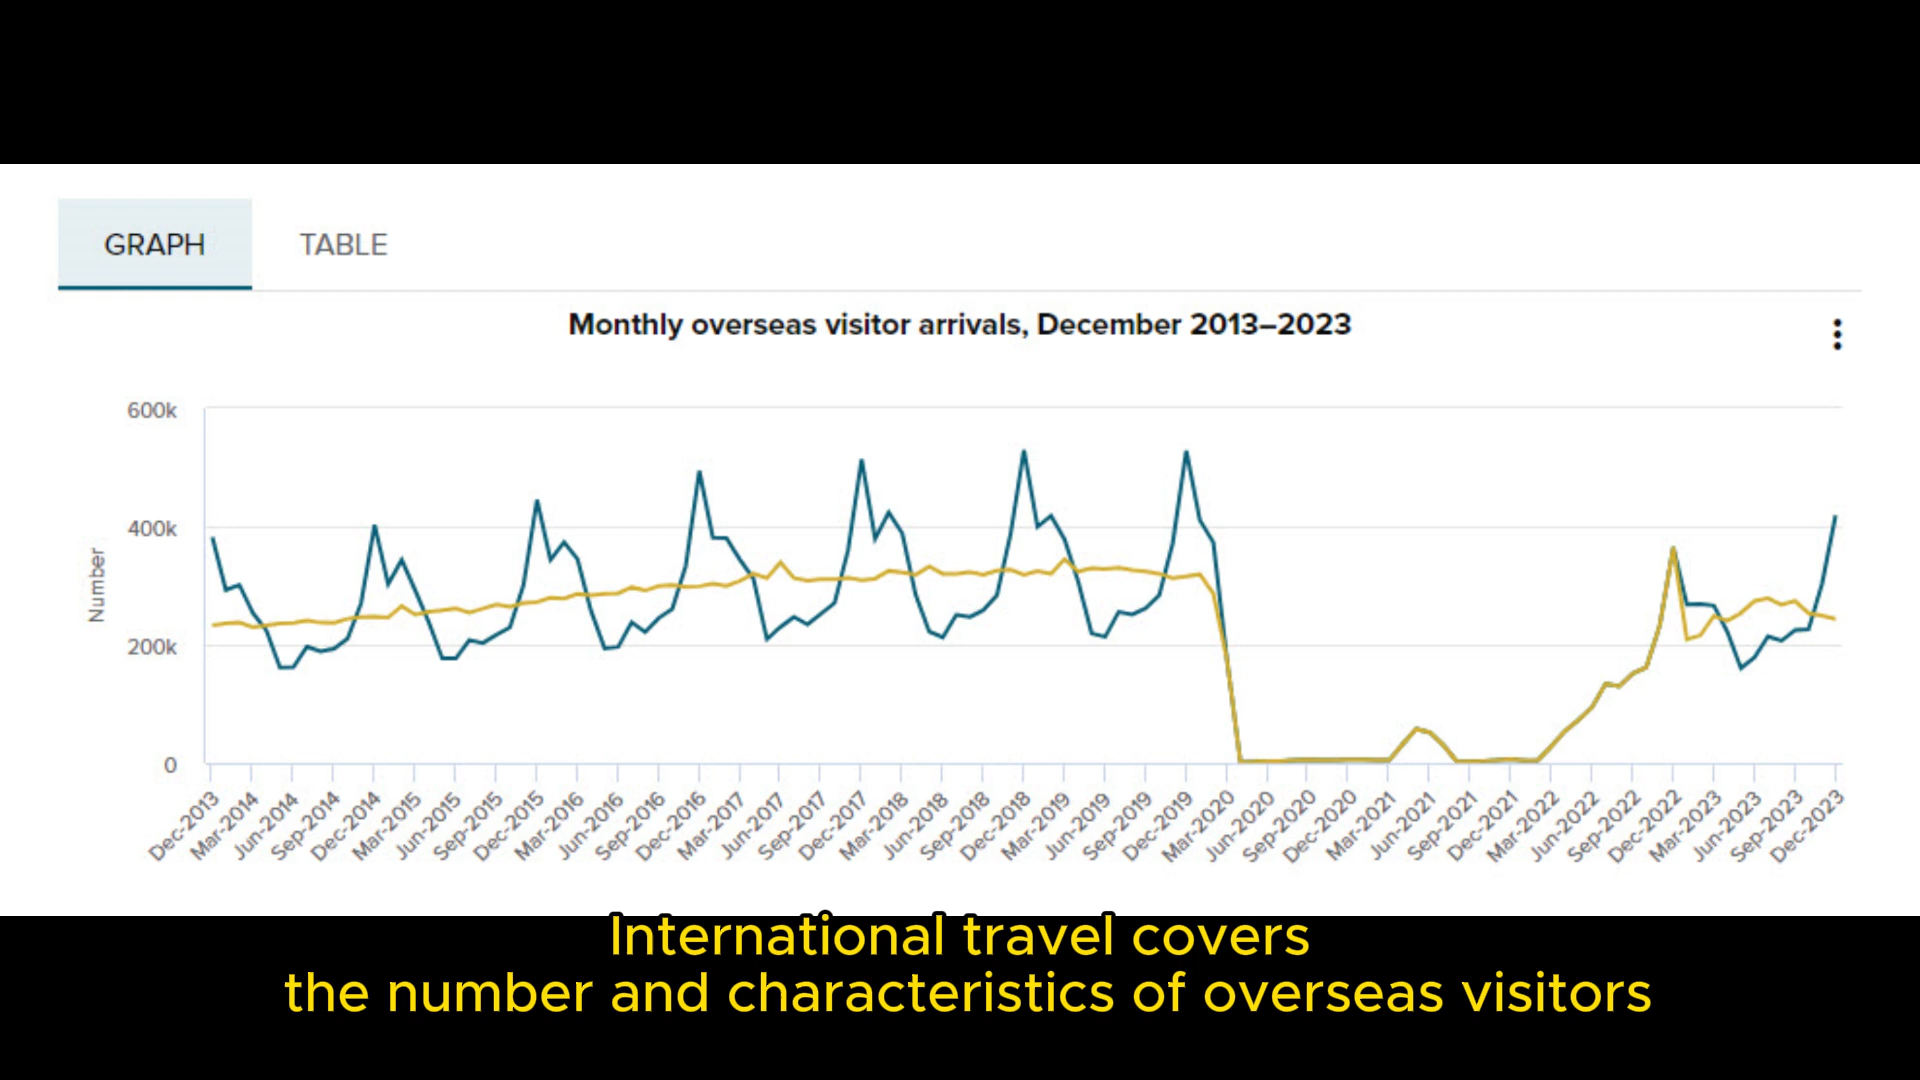 GRAPH
TABLE
Monthly overseas visitor arrivals, December 2013–2023
600k
400k
200k
0
Number
Dec-2013
Mar-2014
Jun-2014
Sep-2014
Dec-2014
Mar-2015
Jun-2015
Sep-2015
Dec-2015
Mar-2016
Jun-2016
Sep-2016
Dec-2016
Mar-2017
Jun-2017
Sep-2017
Dec-2017
Mar-2018
Jun-2018
Sep-2018
Dec-2018
Mar-2019
Jun-2019
Sep-2019
Dec-2019
Mar-2020
Jun-2020
Sep-2020
Dec-2020
Mar-2021
Jun-2021
Sep-2021
Dec-2021
Mar-2022
Jun-2022
Sep-2022
Dec-2022
Mar-2023
Jun-2023
Sep-2023
Dec-2023
International travel covers
the number and characteristics of overseas visitors